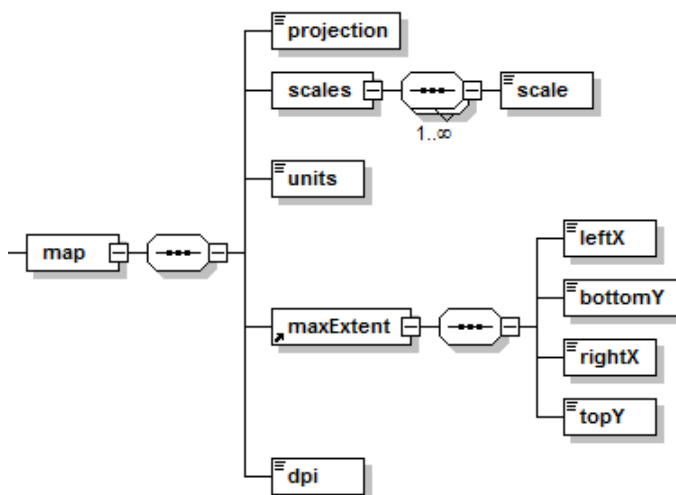 projection
scales
scale
1..∞
units
map
leftX
bottomY
maxExtent
rightX
topY
dpi